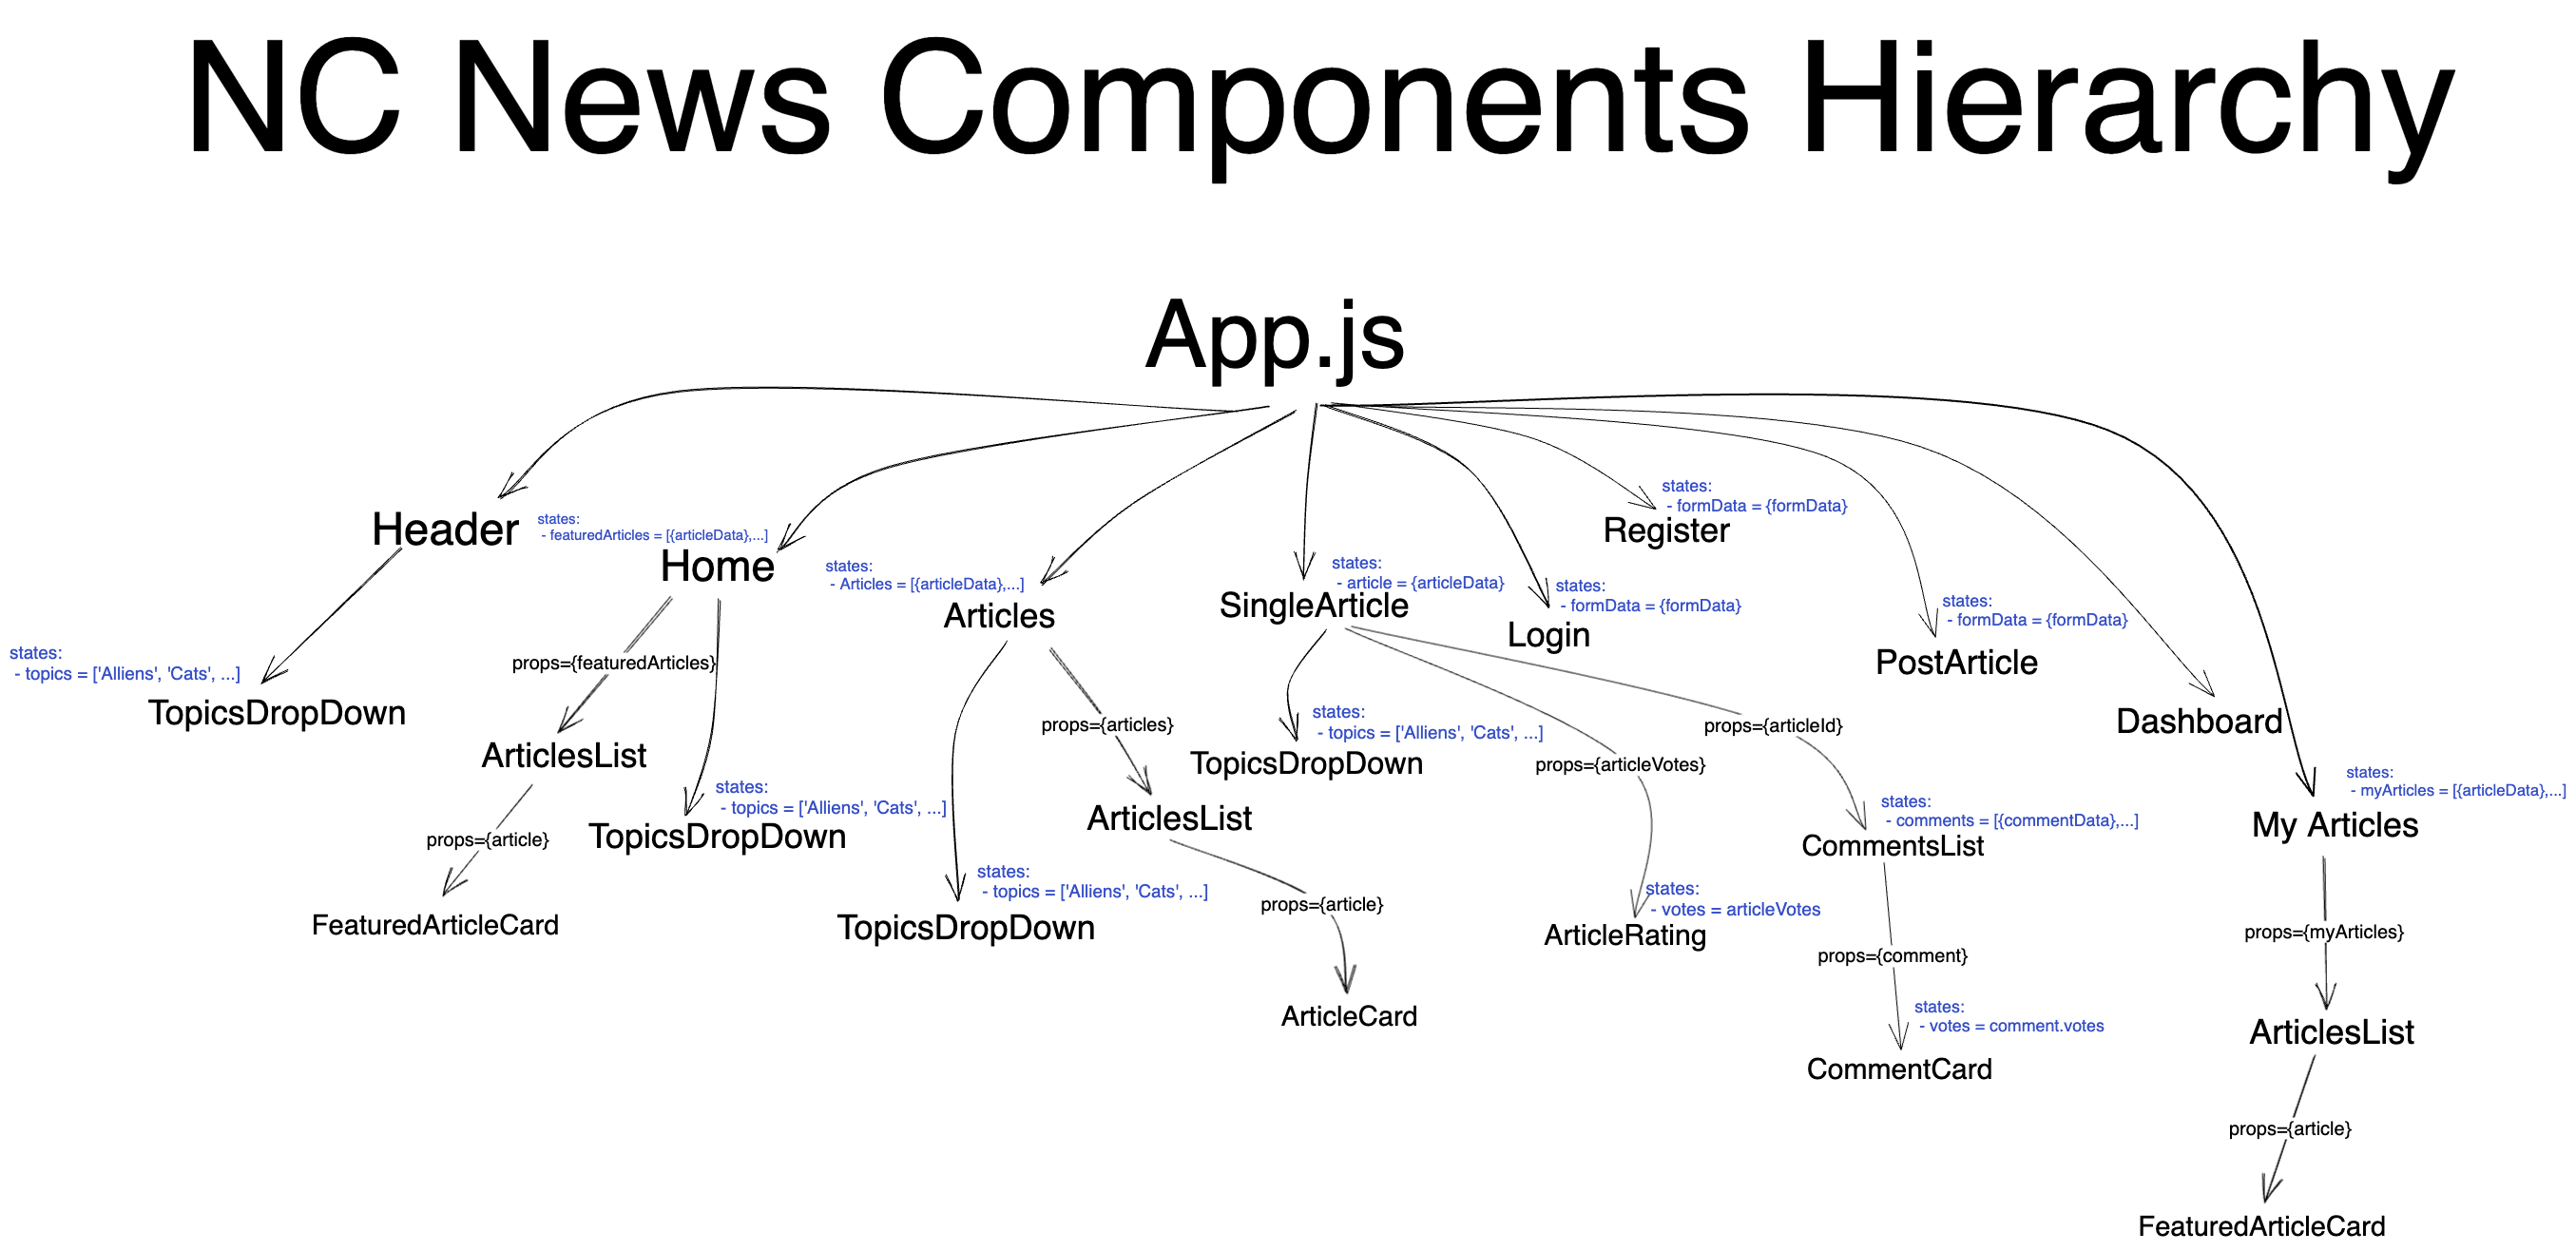 NC News Components Hierarchy
App.js
Header
states:
- featuredArticles = [{articleData},...]
Home
states:
- Articles = [{articleData},...]
Articles
states:
- article = {articleData}
SingleArticle
states:
- formData = {formData}
Login
states:
- formData = {formData}
Register
states:
- formData = {formData}
PostArticle
Dashboard
states:
- myArticles = [{articleData},...]
My Articles
states:
- topics = ['Alliens', 'Cats', ...]
TopicsDropDown
props={featuredArticles}
ArticlesList
props={article}
FeaturedArticleCard
states:
- topics = ['Alliens', 'Cats', ...]
TopicsDropDown
states:
- topics = ['Alliens', 'Cats', ...]
TopicsDropDown
props={articles}
ArticlesList
props={article}
ArticleCard
states:
- topics = ['Alliens', 'Cats', ...]
TopicsDropDown
props={articleVotes}
states:
- votes = articleVotes
ArticleRating
props={articleId}
states:
- comments = [{commentData},...]
CommentsList
props={comment}
states:
- votes = comment.votes
CommentCard
props={myArticles}
ArticlesList
props={article}
FeaturedArticleCard